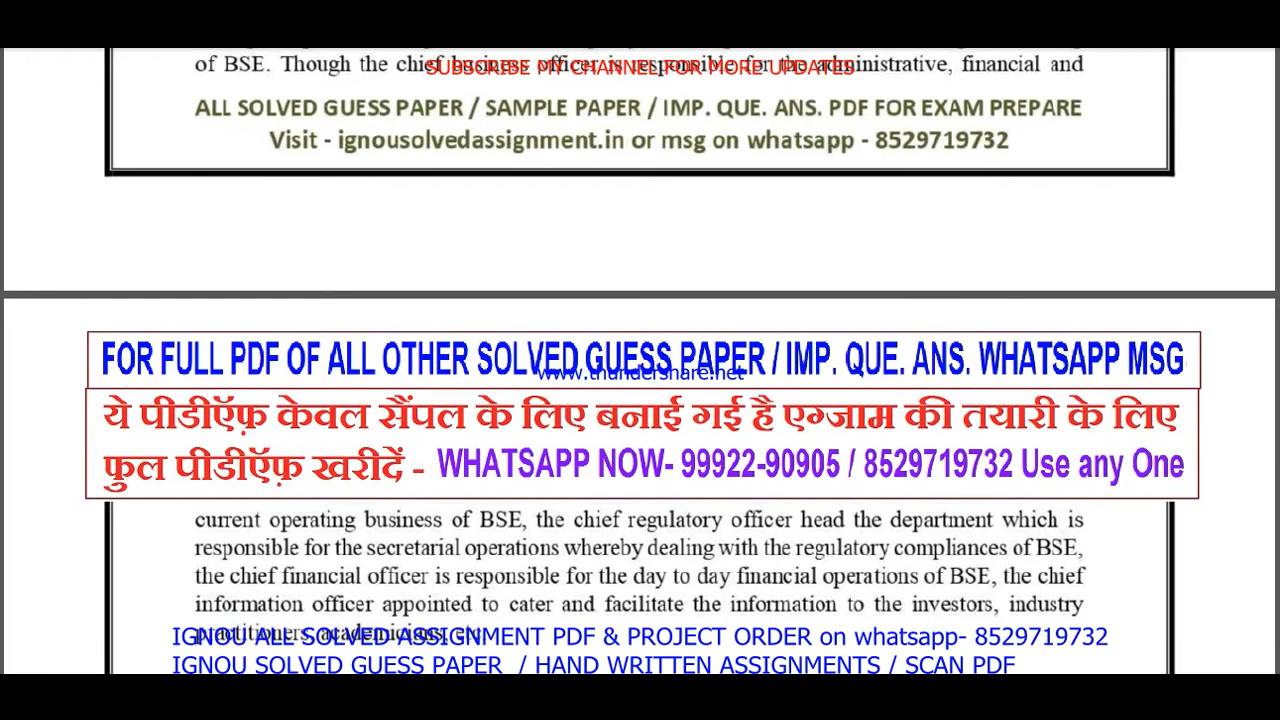 of BSE. Though the chief business officer is responsible for the administrative, financial and
SUBSCRIBE MY CHANNEL FOR MORE UPDATES
ALL SOLVED GUESS PAPER / SAMPLE PAPER / IMP. QUE. ANS. PDF FOR EXAM PREPARE
Visit - ignousolvedassignment.in or msg on whatsapp - 8529719732
FOR FULL PDF OF ALL OTHER SOLVED GUESS PAPER / IMP. QUE. ANS. WHATSAPP MSG
www.thundershare.net
ये पीडीऍफ़ केवल सैंपल के लिए बनाई गई है एग्जाम की तयारी के लिए
फ़ुल पीडीऍफ़ खरीदें - WHATSAPP NOW- 99922-90905 / 8529719732 Use any One
current operating business of BSE, the chief regulatory officer head the department which is
responsible for the secretarial operations whereby dealing with the regulatory compliances of BSE,
the chief financial officer is responsible for the day to day financial operations of BSE, the chief
information officer appointed to cater and facilitate the information to the investors, industry
practitioners, academicians, etc.
IGNOU ALL SOLVED ASSIGNMENT PDF & PROJECT ORDER on whatsapp- 8529719732
IGNOU SOLVED GUESS PAPER / HAND WRITTEN ASSIGNMENTS / SCAN PDF